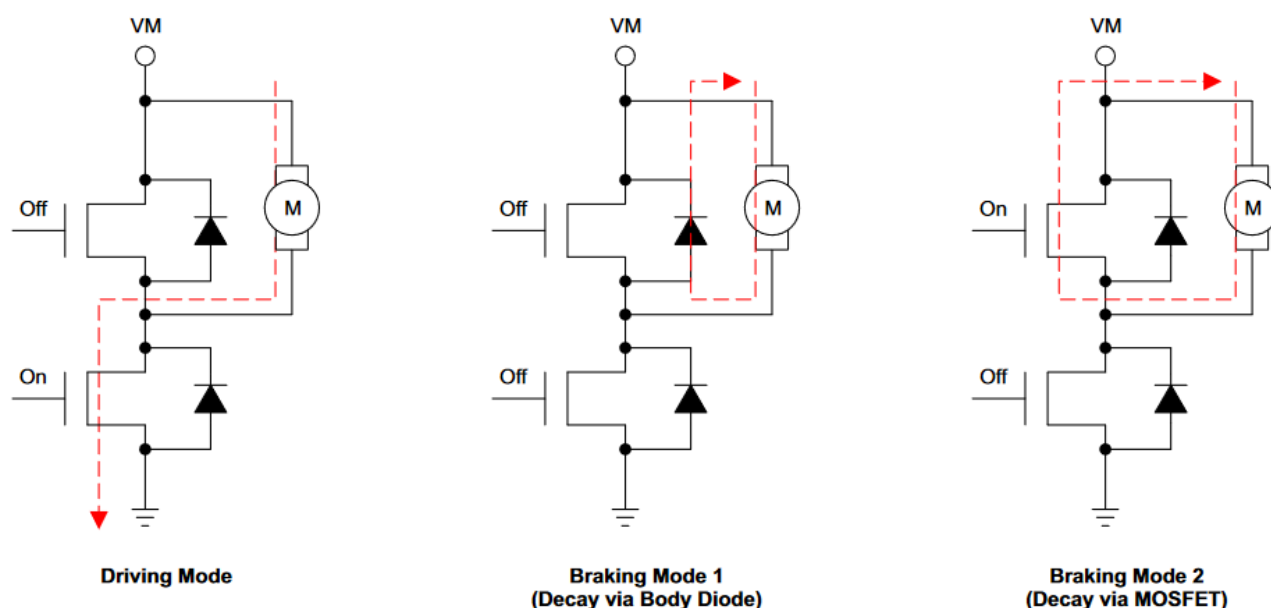 VM
VM
VM
Off
M
Off
M
On
M
On
Off
Off
Driving Mode
Braking Mode 1
(Decay via Body Diode)
Braking Mode 2
(Decay via MOSFET)